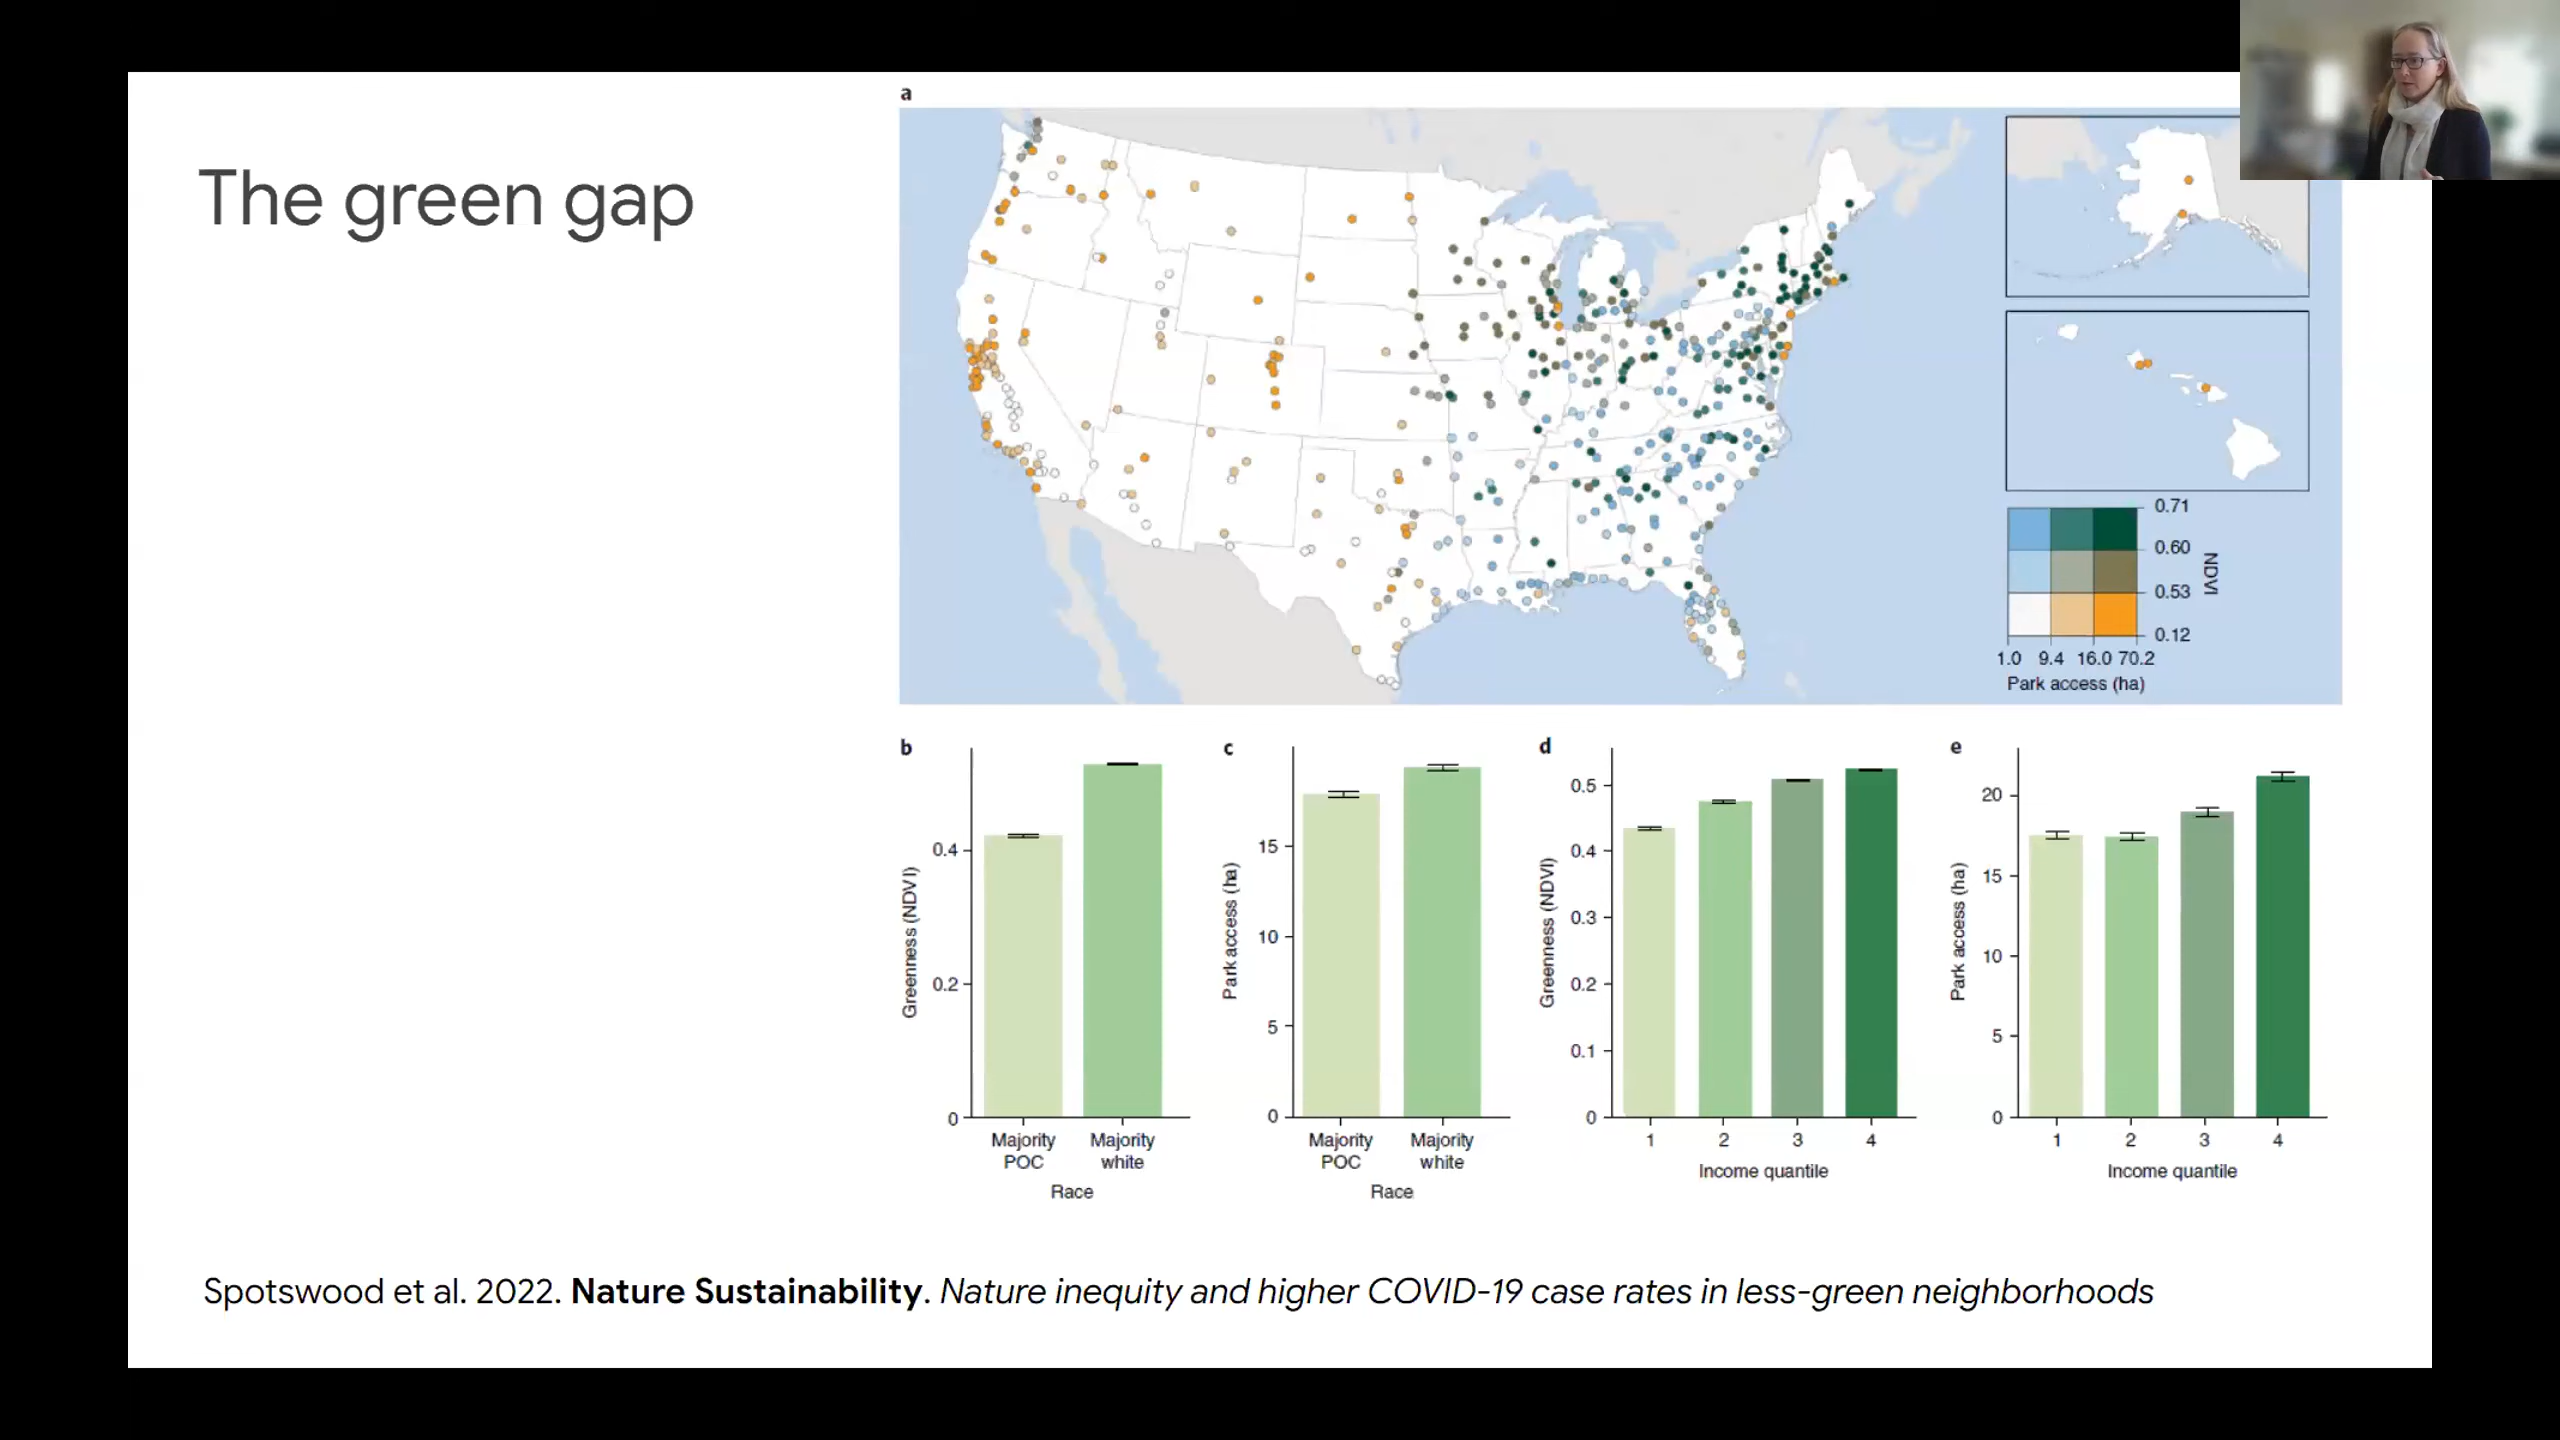 The green gap
a
0.71
0.60
0.53
0.12
NDVI
1.0 9.4 16.0 70.2
Park access (ha)
b
Greenness (NDVI)
0.4
0.2
0
Majority POC
Majority white
Race
c
Park access (ha)
15
10
5
0
Majority POC
Majority white
Race
d
Greenness (NDVI)
0.5
0.4
0.3
0.2
0.1
0
1 2 3 4
Income quantile
e
Park access (ha)
20
15
10
5
0
1 2 3 4
Income quantile
Spotswood et al. 2022. Nature Sustainability. Nature inequity and higher COVID-19 case rates in less-green neighborhoods